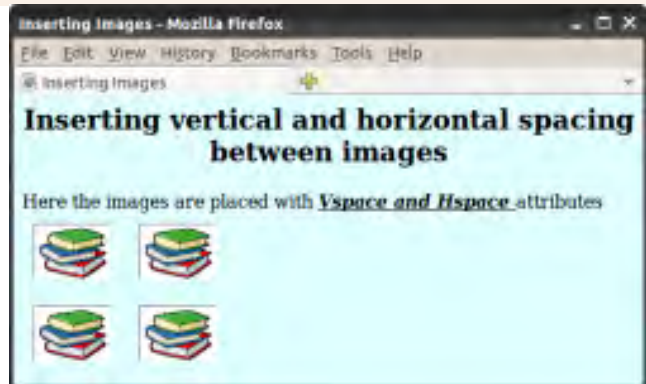 Inserting Images - Mozilla Firefox
File Edit View History Bookmarks Tools Help
Inserting Images
Inserting vertical and horizontal spacing
between images
Here the images are placed with Vspace and Hspace attributes